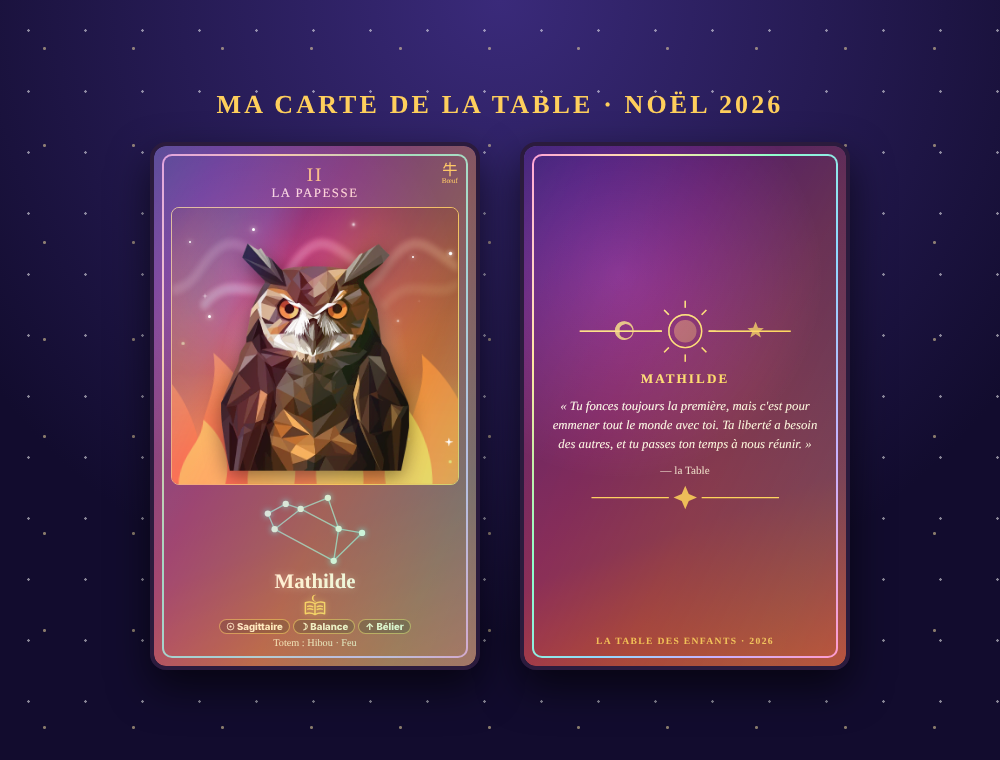 MA CARTE DE LA TABLE · NOËL 2026
II
LA PAPESSE
牛
Bœuf
Mathilde
☉ Sagittaire ☽ Balance ↑ Bélier
Totem : Hibou · Feu
MATHILDE
« Tu fonces toujours la première, mais c'est pour
emmener tout le monde avec toi. Ta liberté a besoin
des autres, et tu passes ton temps à nous réunir. »
— la Table
LA TABLE DES ENFANTS · 2026